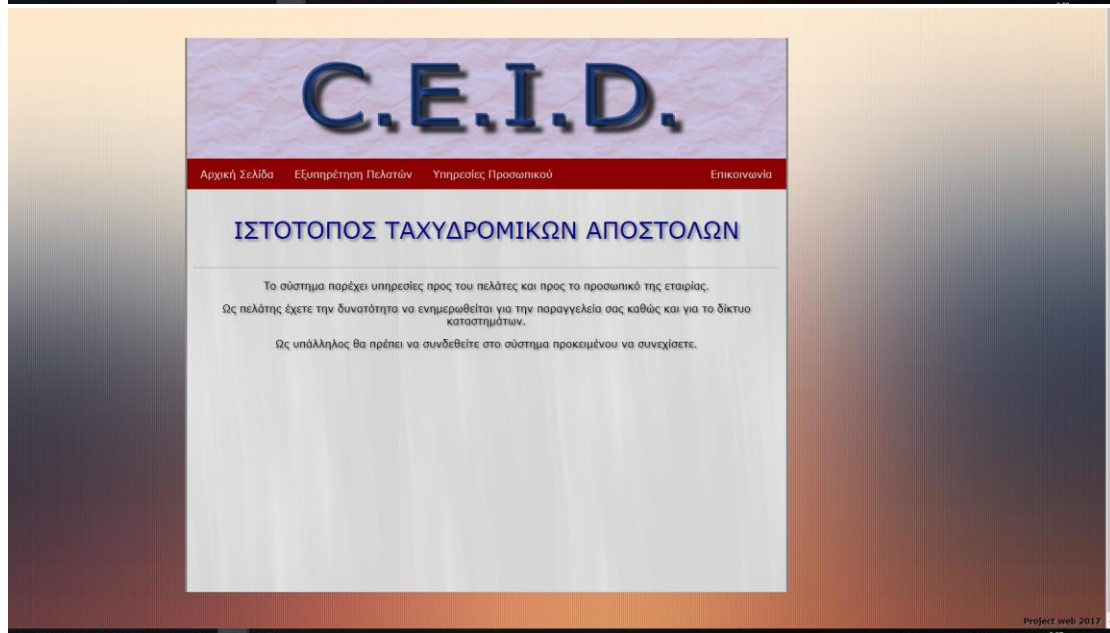 C.E.I.D.
Αρχική Σελίδα Εξυπηρέτηση Πελατών Υπηρεσίες Προσωπικού Επικοινωνία
ΙΣΤΟΤΟΠΟΣ ΤΑΧΥΔΡΟΜΙΚΩΝ ΑΠΟΣΤΟΛΩΝ
Το σύστημα παρέχει υπηρεσίες προς του πελάτες και προς το προσωπικό της εταιρίας.
Ως πελάτης έχετε την δυνατότητα να ενημερωθείται για την παραγγελεία σας καθώς και για το δίκτυο
καταστημάτων.
Ως υπάλληλος θα πρέπει να συνδεθείτε στο σύστημα προκειμένου να συνεχίσετε.
Project web 2017